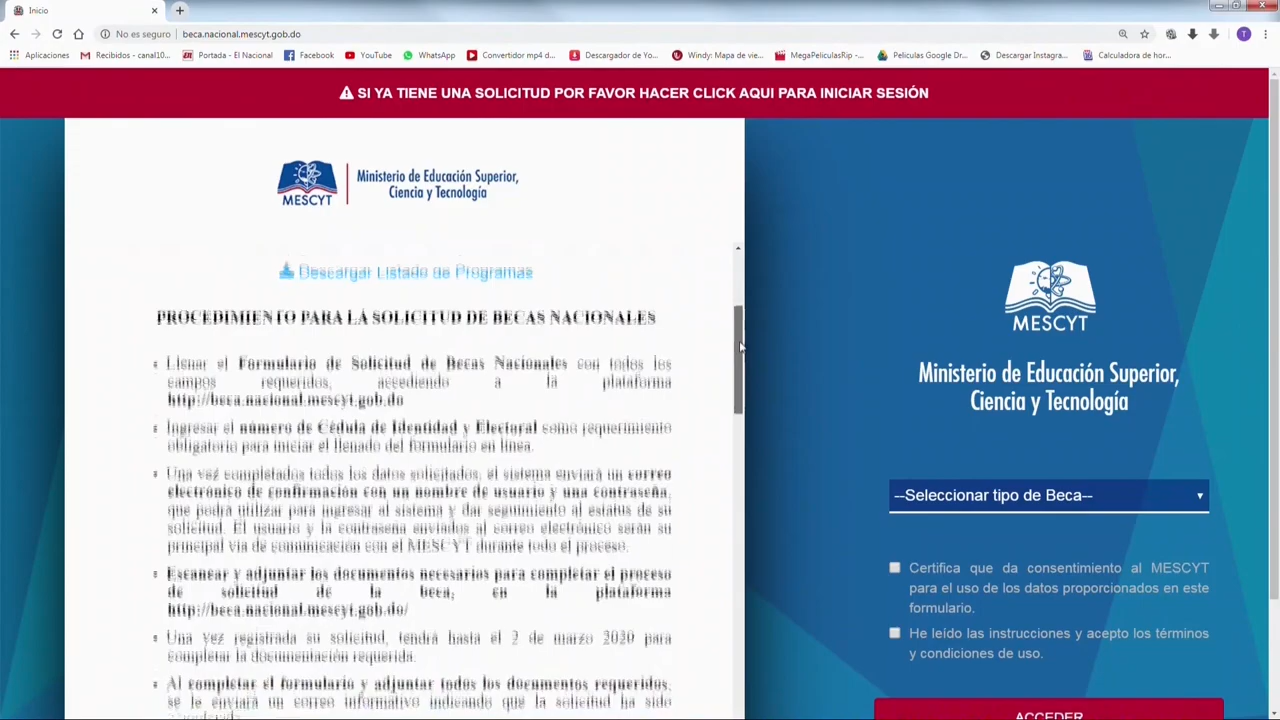 Inicio
No es seguro | beca.nacional.mescyt.gob.do
T
Aplicaciones
Recibidos - canal10...
Portada - El Nacional
Facebook
YouTube
WhatsApp
Convertidor mp4 d...
Descargador de Yo...
Windy: Mapa de vie...
MegaPeliculasRip -...
Peliculas Google Dr...
Descargar Instagra...
Calculadora de hor...
SI YA TIENE UNA SOLICITUD POR FAVOR HACER CLICK AQUI PARA INICIAR SESIÓN
MESCYT
Ministerio de Educación Superior,
Ciencia y Tecnología
Descargar Listado de Programas
PROCEDIMIENTO PARA LA SOLICITUD DE BECAS NACIONALES
Llenar el Formulario de Solicitud de Becas Nacionales con todos los
campos requeridos, accediendo a la plataforma
http://beca.nacional.mescyt.gob.do
Ingresar el número de Cédula de Identidad y Electoral como requerimiento
obligatorio para iniciar el llenado del formulario en línea.
Una vez completados todos los datos solicitados, el sistema enviará un correo
electrónico de confirmación con un nombre de usuario y una contraseña,
que podrá utilizar para ingresar al sistema y dar seguimiento al estatus de su
solicitud. El usuario y la contraseña enviados al correo electrónico serán su
principal vía de comunicación con el MESCYT durante todo el proceso.
Escanear y adjuntar los documentos necesarios para completar el proceso
de solicitud de la beca, en la plataforma
http://beca.nacional.mescyt.gob.do/
Una vez registrada su solicitud, tendrá hasta el 2 de marzo 2020 para
completar la documentación requerida.
Al completar el formulario y adjuntar todos los documentos requeridos,
se le enviará un correo informativo indicando que la solicitud ha sido
MESCYT
Ministerio de Educación Superior,
Ciencia y Tecnología
--Seleccionar tipo de Beca--
Certifica que da consentimiento al MESCYT
para el uso de los datos proporcionados en este
formulario.
He leído las instrucciones y acepto los términos
y condiciones de uso.
ACCEDER